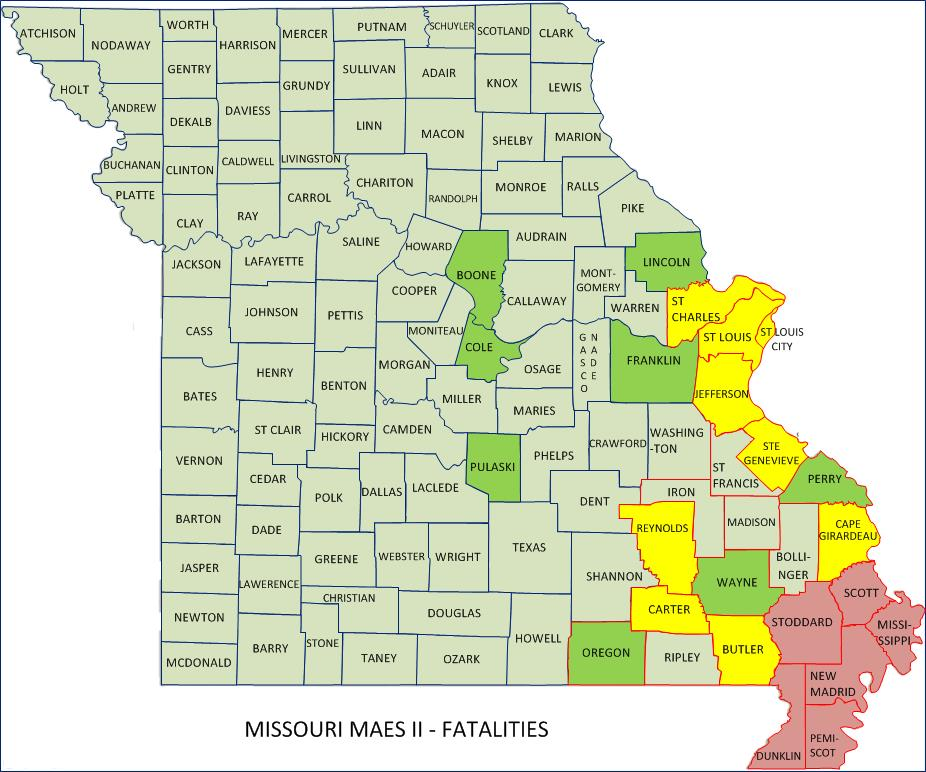 WORTH
ATCHISON
NODAWAY
HARRISON
MERCER
PUTNAM
SCHUYLER
SCOTLAND
CLARK
HOLT
GENTRY
GRUNDY
SULLIVAN
ADAIR
KNOX
LEWIS
ANDREW
DEKALB
DAVIESS
LINN
MACON
SHELBY
MARION
BUCHANAN
CLINTON
CALDWELL
LIVINGSTON
CHARITON
MONROE
RALLS
PLATTE
CLAY
RAY
CARROL
RANDOLPH
PIKE
JACKSON
LAFAYETTE
SALINE
HOWARD
BOONE
AUDRAIN
MONT-
GOMERY
LINCOLN
CASS
JOHNSON
PETTIS
COOPER
MONITEAU
COLE
CALLAWAY
WARREN
ST
CHARLES
ST LOUIS
ST LOUIS
CITY
BATES
HENRY
BENTON
MORGAN
MILLER
OSAGE
MARIES
GASCO
NADE
FRANKLIN
JEFFERSON
VERNON
ST CLAIR
HICKORY
CAMDEN
PULASKI
PHELPS
CRAWFORD
WASHING
-TON
ST
FRANCIS
STE
GENEVIEVE
PERRY
BARTON
CEDAR
POLK
DALLAS
LACLEDE
DENT
IRON
REYNOLDS
MADISON
CAPE
GIRARDEAU
JASPER
DADE
GREENE
WEBSTER
WRIGHT
TEXAS
SHANNON
WAYNE
BOLLI-
NGER
SCOTT
NEWTON
LAWERENCE
CHRISTIAN
DOUGLAS
CARTER
STODDARD
MISSI-
SSIPPI
MCDONALD
BARRY
STONE
TANEY
OZARK
HOWELL
OREGON
RIPLEY
BUTLER
NEW
MADRID
DUNKLIN
PEMI-
SCOT
MISSOURI MAES II - FATALITIES